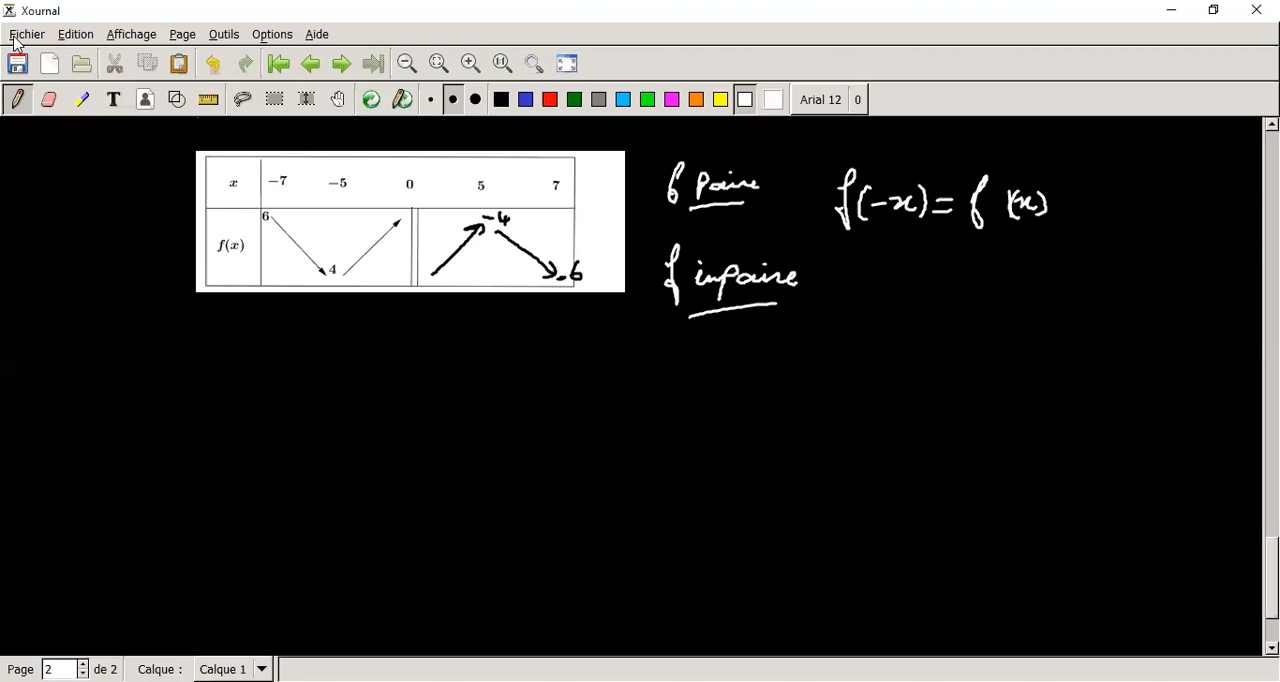 Xournal
Fichier Edition Affichage Page Outils Options Aide
Arial 12 0
x −7 −5 0 5 7
f(x) 6 4 -4 -6
f paire f(-x) = f(x)
f impaire
Page 2 de 2 Calque : Calque 1